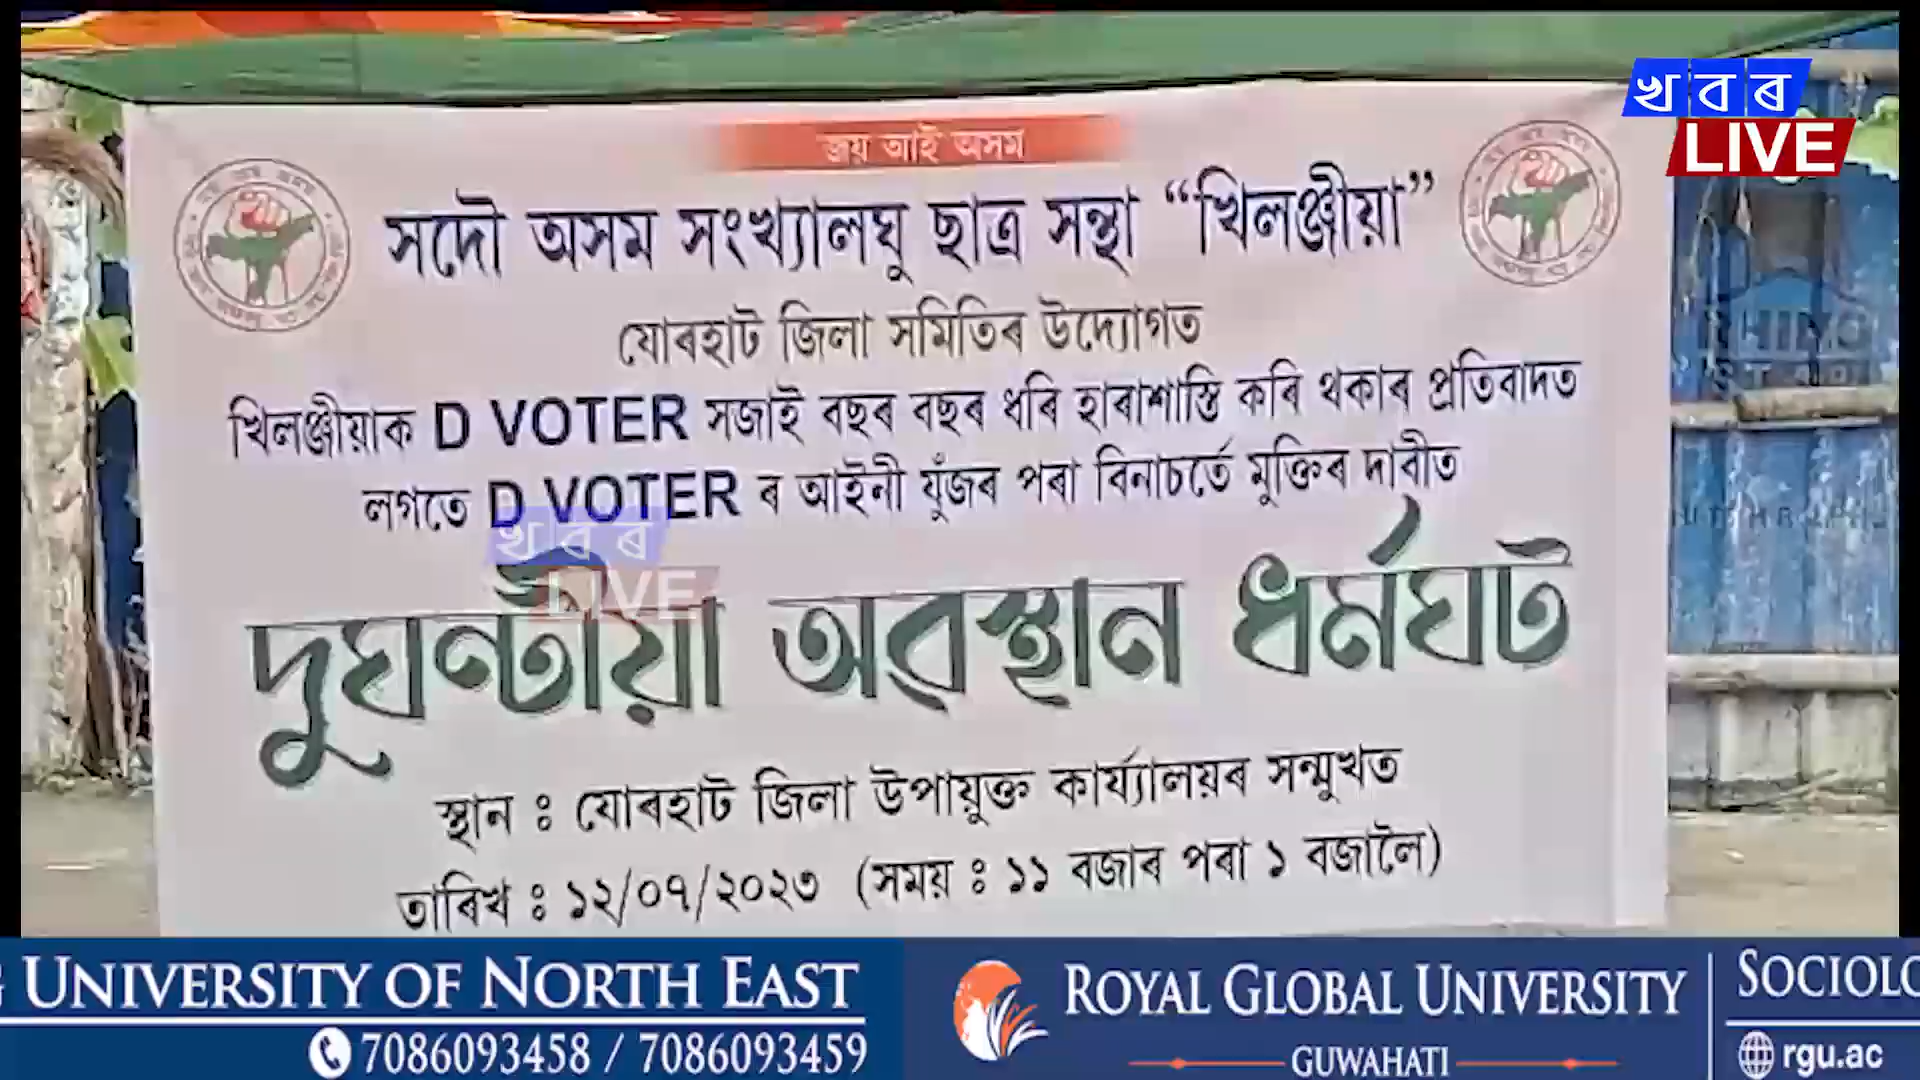 খবৰ
LIVE
জয় আই অসম
সদৌ অসম সংখ্যালঘু ছাত্ৰ সন্থা “খিলঞ্জীয়া”
যোৰহাট জিলা সমিতিৰ উদ্যোগত
খিলঞ্জীয়াক D VOTER সজাই বছৰ বছৰ ধৰি হাৰাশাস্তি কৰি থকাৰ প্ৰতিবাদত
লগতে D VOTER ৰ আইনী যুঁজৰ পৰা বিনাচৰ্তে মুক্তিৰ দাবীত
খবৰ
LIVE
দুঘন্টীয়া অৱস্থান ধৰ্মঘট
স্থান ঃ যোৰহাট জিলা উপায়ুক্ত কাৰ্য্যালয়ৰ সন্মুখত
তাৰিখ ঃ ১২/০৭/২০২৩ (সময় ঃ ১১ বজাৰ পৰা ১ বজালৈ)
UNIVERSITY OF NORTH EAST
7086093458 / 7086093459
ROYAL GLOBAL UNIVERSITY
GUWAHATI
SOCIOLO
rgu.ac